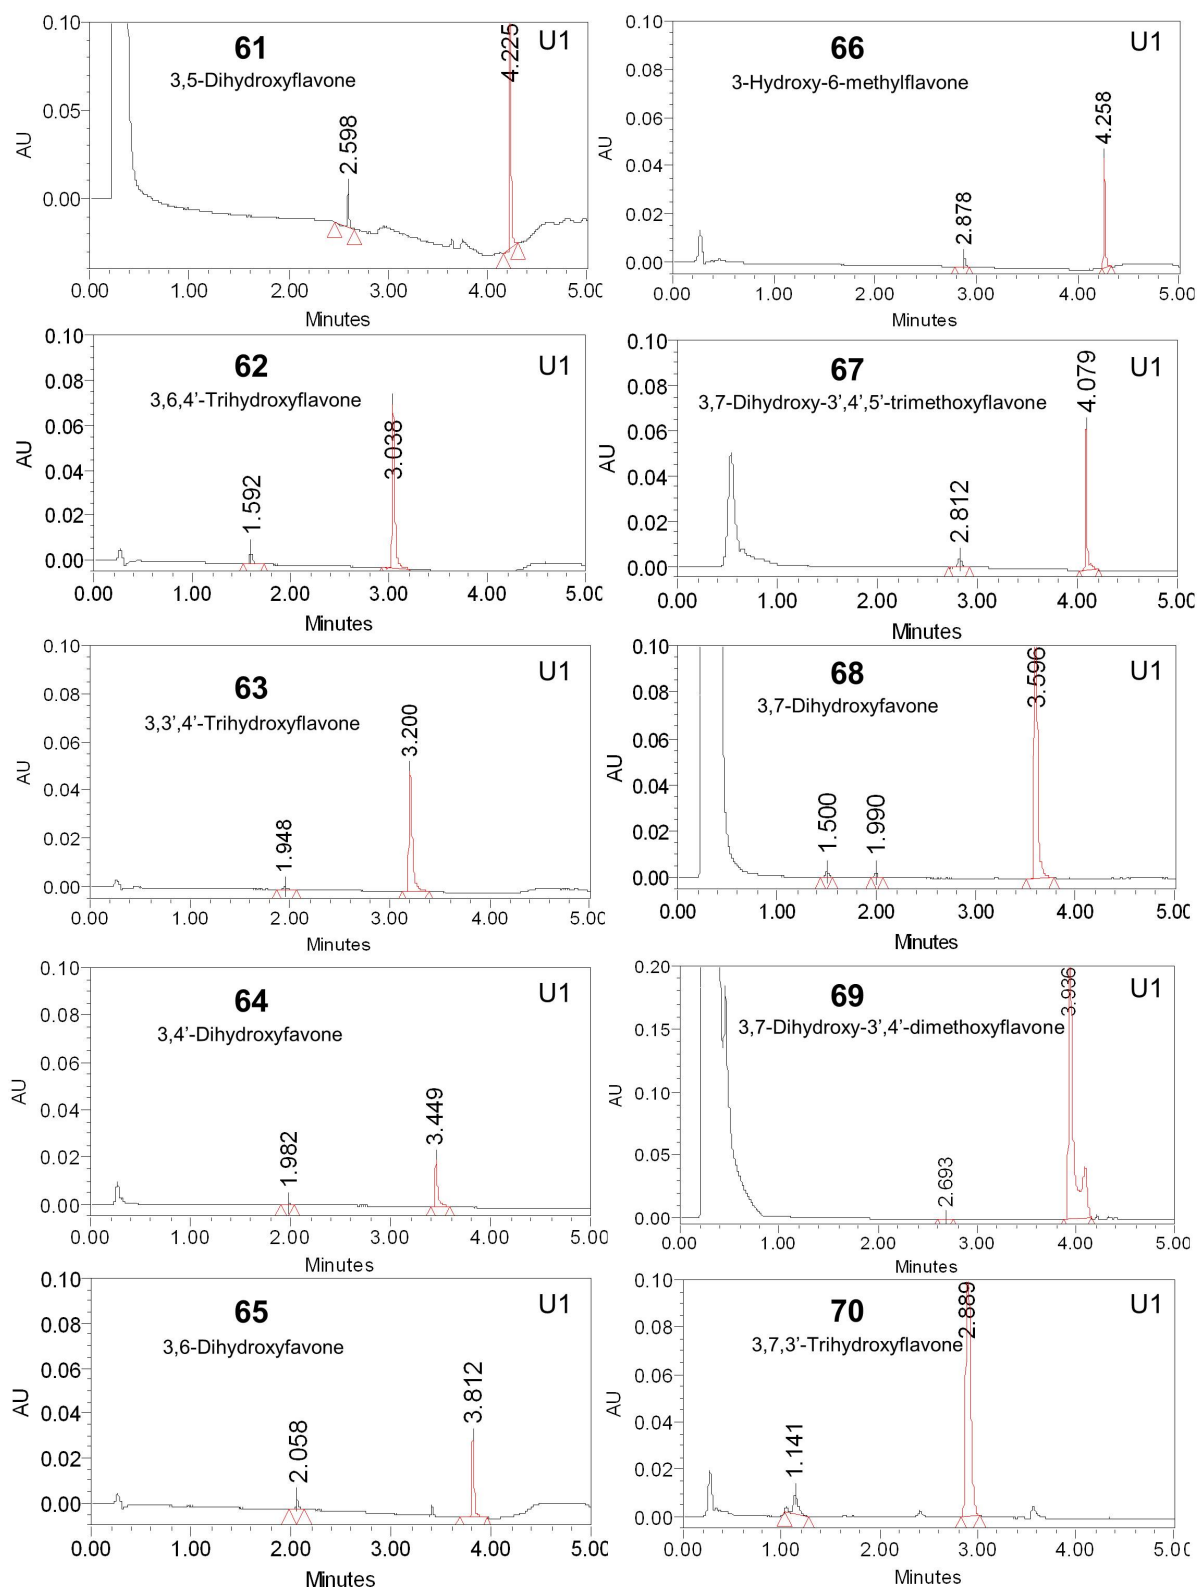 61
U1
3,5-Dihydroxyflavone
0.10
0.05
0.00
AU
2.598
4.225
0.00 1.00 2.00 3.00 4.00 5.00
Minutes
66
U1
3-Hydroxy-6-methylflavone
0.10
0.08
0.06
0.04
0.02
0.00
AU
2.878
4.258
0.00 1.00 2.00 3.00 4.00 5.00
Minutes
62
U1
3,6,4'-Trihydroxyflavone
0.10
0.08
0.06
0.04
0.02
0.00
AU
1.592
3.038
0.00 1.00 2.00 3.00 4.00 5.00
Minutes
67
U1
3,7-Dihydroxy-3',4',5'-trimethoxyflavone
0.10
0.08
0.06
0.04
0.02
0.00
AU
2.812
4.079
0.00 1.00 2.00 3.00 4.00 5.00
Minutes
63
U1
3,3',4'-Trihydroxyflavone
0.10
0.08
0.06
0.04
0.02
0.00
AU
1.948
3.200
0.00 1.00 2.00 3.00 4.00 5.00
Minutes
68
U1
3,7-Dihydroxyfavone
0.10
0.08
0.06
0.04
0.02
0.00
AU
1.500
1.990
3.596
0.00 1.00 2.00 3.00 4.00 5.00
Minutes
64
U1
3,4'-Dihydroxyfavone
0.10
0.08
0.06
0.04
0.02
0.00
AU
1.982
3.449
0.00 1.00 2.00 3.00 4.00 5.00
Minutes
69
U1
3,7-Dihydroxy-3',4'-dimethoxyflavone
0.20
0.15
0.10
0.05
0.00
AU
2.693
3.936
0.00 1.00 2.00 3.00 4.00 5.00
Minutes
65
U1
3,6-Dihydroxyfavone
0.10
0.08
0.06
0.04
0.02
0.00
AU
2.058
3.812
0.00 1.00 2.00 3.00 4.00 5.00
Minutes
70
U1
3,7,3'-Trihydroxyflavone
0.10
0.08
0.06
0.04
0.02
0.00
AU
1.141
2.889
0.00 1.00 2.00 3.00 4.00 5.00
Minutes